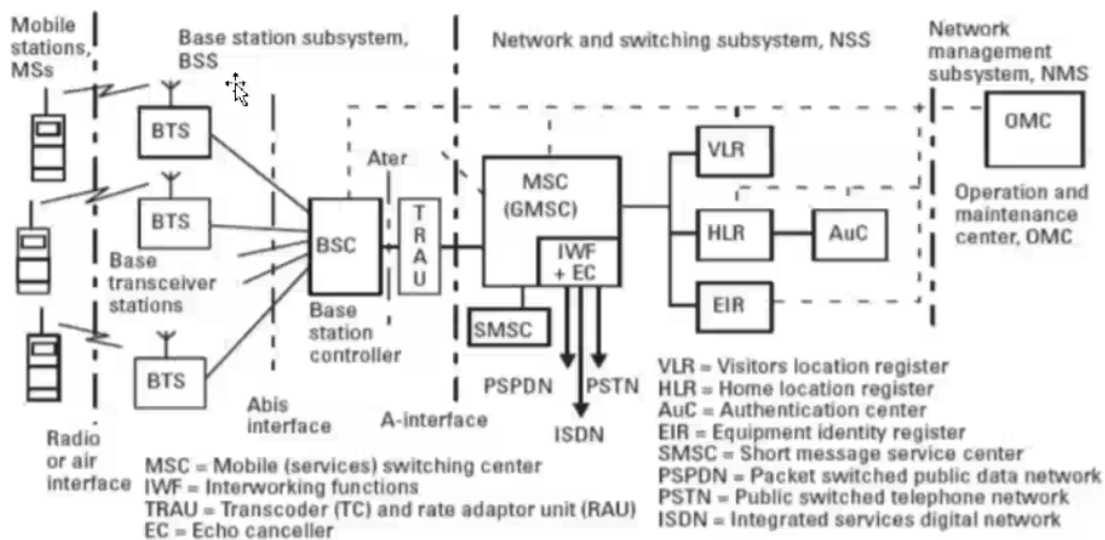 Mobile
stations,
MSs
Base station subsystem,
BSS
Network and switching subsystem, NSS
Network
management
subsystem, NMS
BTS
BTS
BTS
Base
transceiver
stations
Ater
BSC
T
R
A
U
Base
station
controller
MSC
(GMSC)
IWF
+ EC
SMSC
VLR
HLR
AuC
EIR
OMC
Operation and
maintenance
center, OMC
PSPDN
PSTN
ISDN
Radio
or air
interface
Abis
interface
A-interface
MSC = Mobile (services) switching center
IWF = Interworking functions
TRAU = Transcoder (TC) and rate adaptor unit (RAU)
EC = Echo canceller
VLR = Visitors location register
HLR = Home location register
AuC = Authentication center
EIR = Equipment identity register
SMSC = Short message service center
PSPDN = Packet switched public data network
PSTN = Public switched telephone network
ISDN = Integrated services digital network